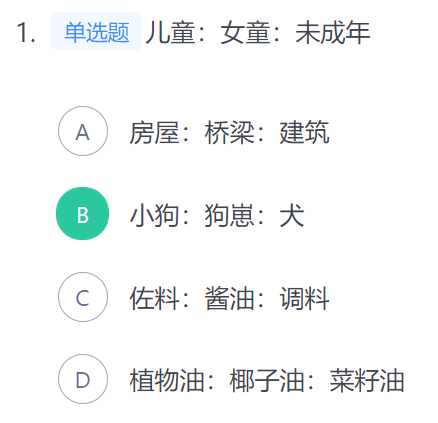 1. 单选题 儿童：女童：未成年
A 房屋：桥梁：建筑
B 小狗：狗崽：犬
C 佐料：酱油：调料
D 植物油：椰子油：菜籽油